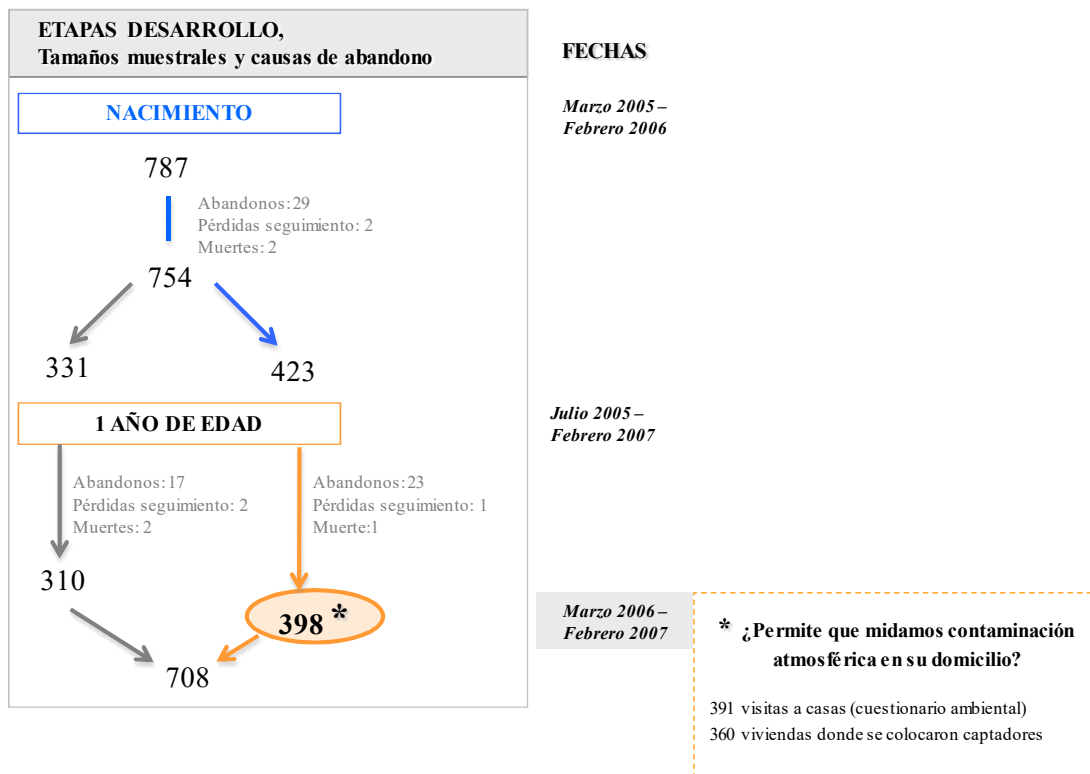 ETAPAS DESARROLLO,
Tamaños muestrales y causas de abandono
FECHAS
NACIMIENTO
Marzo 2005 –
Febrero 2006
787
Abandonos: 29
Pérdidas seguimiento: 2
Muertes: 2
754
331
423
1 AÑO DE EDAD
Julio 2005 –
Febrero 2007
Abandonos: 17
Pérdidas seguimiento: 2
Muertes: 2
Abandonos: 23
Pérdidas seguimiento: 1
Muerte:1
310
398 *
708
Marzo 2006 –
Febrero 2007
* ¿Permite que midamos contaminación
atmosférica en su domicilio?
391 visitas a casas (cuestionario ambiental)
360 viviendas donde se colocaron captadores